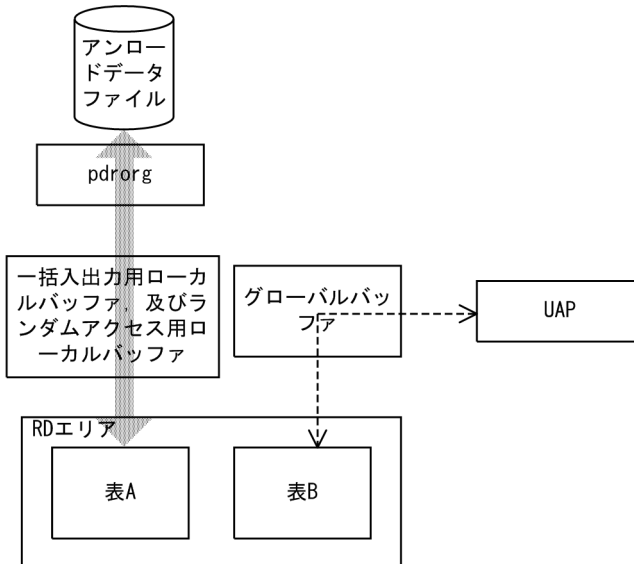 アンロー
ドデータ
ファイル
pdrorg
一括入出力用ローカ
ルバッファ，及びラ
ンダムアクセス用ロ
ーカルバッファ
グローバルバッ
ファ
UAP
RDエリア
表A
表B